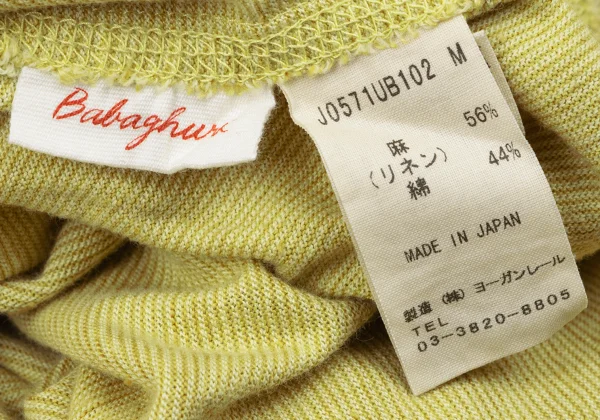 Babaghuri
J0571UB102 M
麻 56%
(リネン)
綿 44%
MADE IN JAPAN
製造 (株) ヨーガンレール
TEL
03-3820-8805